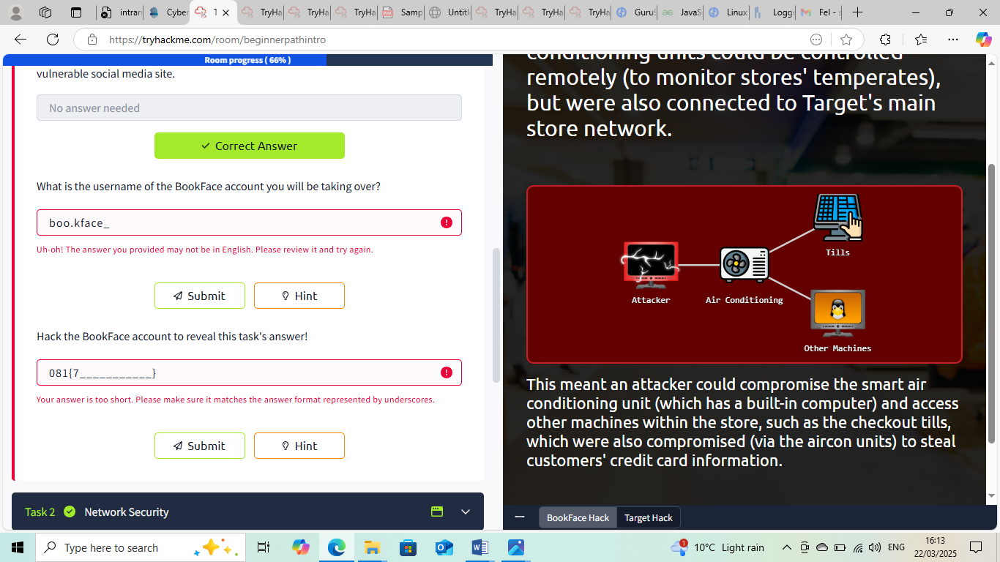 intran
Cyber
T
TryHa
TryHa
TryHa
Samp
Untitl
TryHa
TryHa
TryHa
GuruS
JavaS
Linux
Logge
Fel - s
https://tryhackme.com/room/beginnerpathintro
Room progress ( 66% )
vulnerable social media site.
No answer needed
Correct Answer
What is the username of the BookFace account you will be taking over?
boo.kface_
Uh-oh! The answer you provided may not be in English. Please review it and try again.
Submit
Hint
Hack the BookFace account to reveal this task's answer!
081{7___________}
Your answer is too short. Please make sure it matches the answer format represented by underscores.
Submit
Hint
Task 2
Network Security
conditioning units could be controlled
remotely (to monitor stores' temperates),
but were also connected to Target's main
store network.
Tills
Attacker
Air Conditioning
Other Machines
This meant an attacker could compromise the smart air
conditioning unit (which has a built-in computer) and access
other machines within the store, such as the checkout tills,
which were also compromised (via the aircon units) to steal
customers' credit card information.
BookFace Hack
Target Hack
Type here to search
1
10°C Light rain
ENG
16:13
22/03/2025